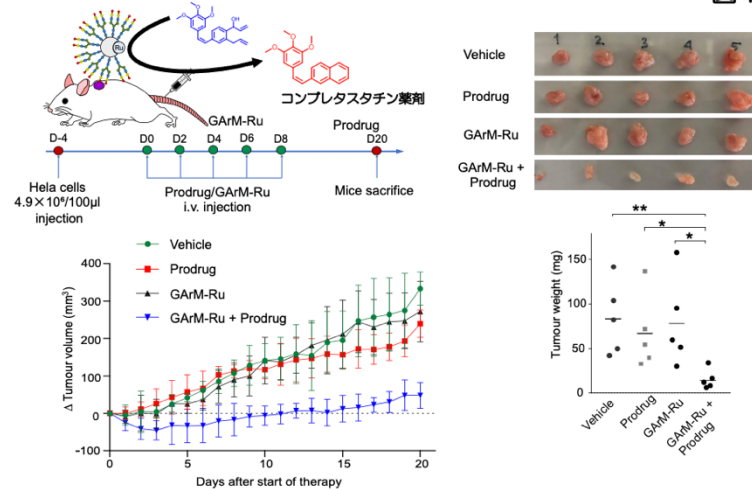 Ru
コンブレタスタチン薬剤
GArM-Ru
Prodrug
D-4
D0
D2
D4
D6
D8
D20
Hela cells
4.9×10⁶/100µl
injection
Prodrug/GArM-Ru
i.v. injection
Mice sacrifice
Vehicle
Prodrug
GArM-Ru
GArM-Ru +
Prodrug
1 2. 3 4 5
Vehicle
Prodrug
GArM-Ru
GArM-Ru + Prodrug
Δ Tumour volume (mm³)
400
300
200
100
0
-100
0 5 10 15 20
Days after start of therapy
**
*
*
Tumour weight (mg)
150
100
50
0
Vehicle
Prodrug
GArM-Ru
GArM-Ru +
Prodrug